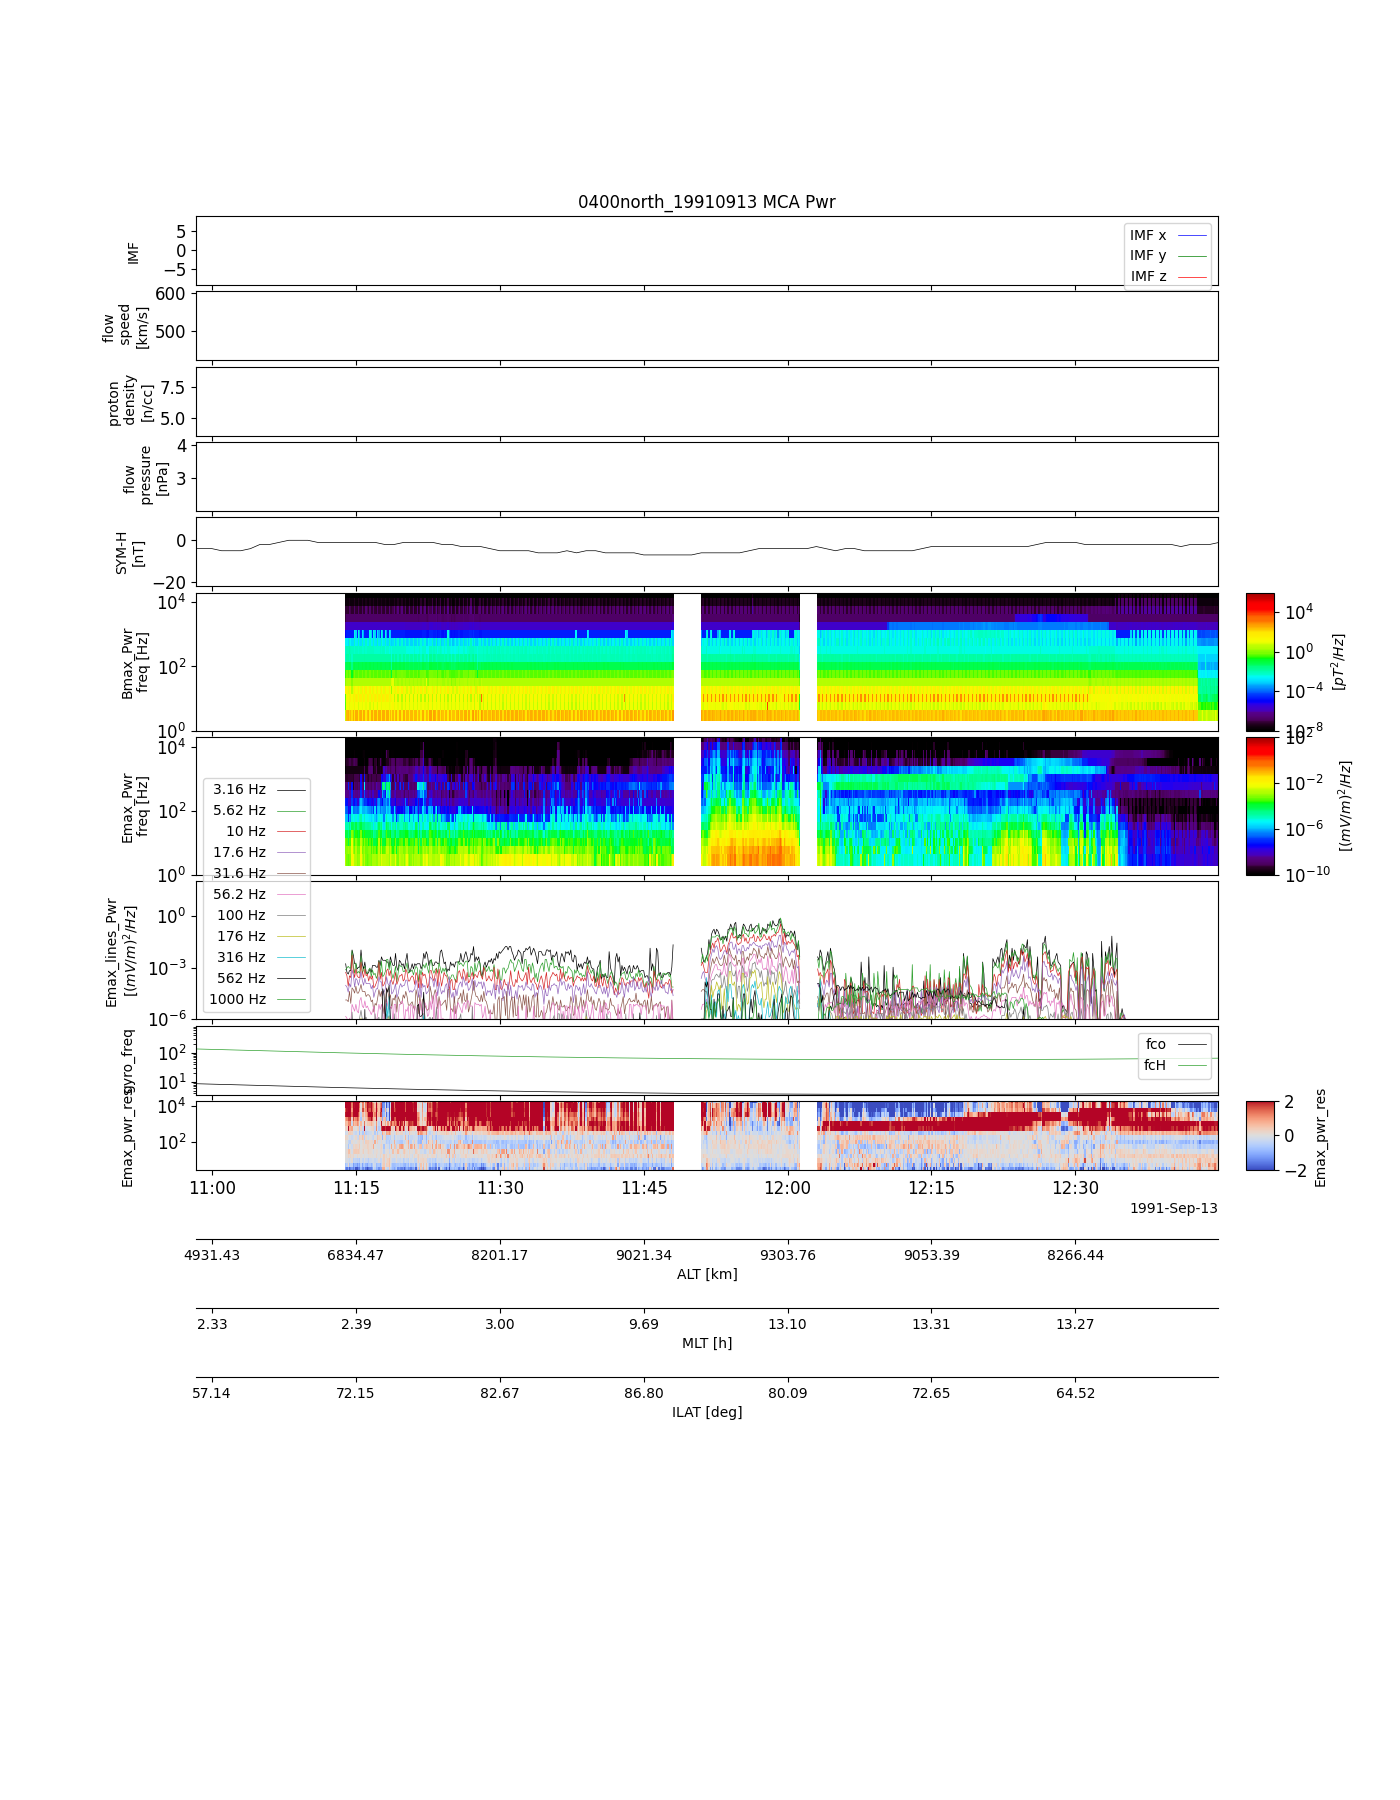 0400north_19910913 MCA Pwr
IMF
5
0
−5
IMF x
IMF y
IMF z
flow
speed
[km/s]
600
500
proton
density
[n/cc]
7.5
5.0
flow
pressure
[nPa]
4
3
SYM-H
[nT]
0
−20
Bmax_Pwr
freq [Hz]
10^4
10^2
10^0
10^4
10^0
10^−4
10^−8
[pT^2/Hz]
Emax_Pwr
freq [Hz]
10^4
10^2
10^0
10^2
10^−2
10^−6
10^−10
[(mV/m)^2/Hz]
3.16 Hz
5.62 Hz
10 Hz
17.6 Hz
31.6 Hz
56.2 Hz
100 Hz
176 Hz
316 Hz
562 Hz
1000 Hz
Emax_lines_Pwr
[(mV/m)^2/Hz]
10^0
10^−3
10^−6
gyro_freq
10^2
10^1
fco
fcH
Emax_pwr_res
10^4
10^2
2
0
−2
Emax_pwr_res
11:00 11:15 11:30 11:45 12:00 12:15 12:30
1991-Sep-13
4931.43 6834.47 8201.17 9021.34 9303.76 9053.39 8266.44
ALT [km]
2.33 2.39 3.00 9.69 13.10 13.31 13.27
MLT [h]
57.14 72.15 82.67 86.80 80.09 72.65 64.52
ILAT [deg]